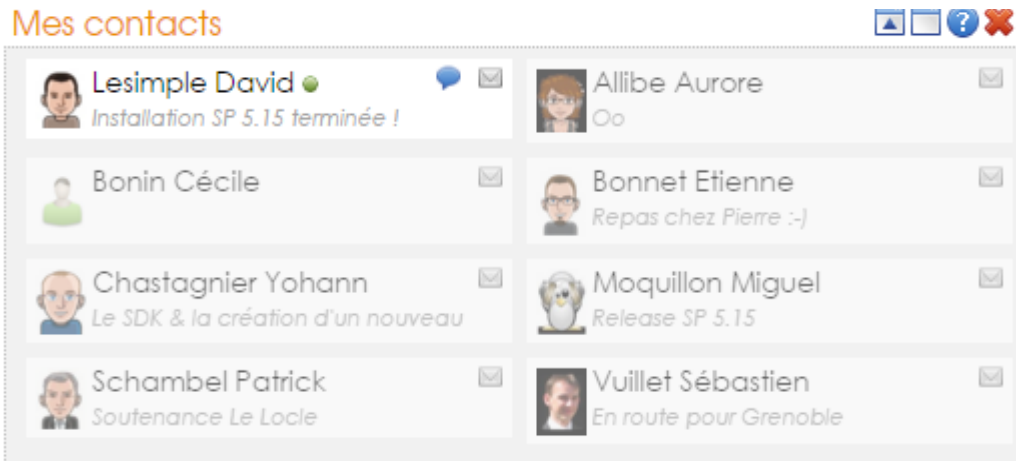 Mes contacts
Lesimple David
Installation SP 5.15 terminée !
Allibe Aurore
Oo
Bonin Cécile
Bonnet Etienne
Repas chez Pierre :-)
Chastagnier Yohann
Le SDK & la création d'un nouveau
Moquillon Miguel
Release SP 5.15
Schambel Patrick
Soutenance Le Locle
Vuillet Sébastien
En route pour Grenoble